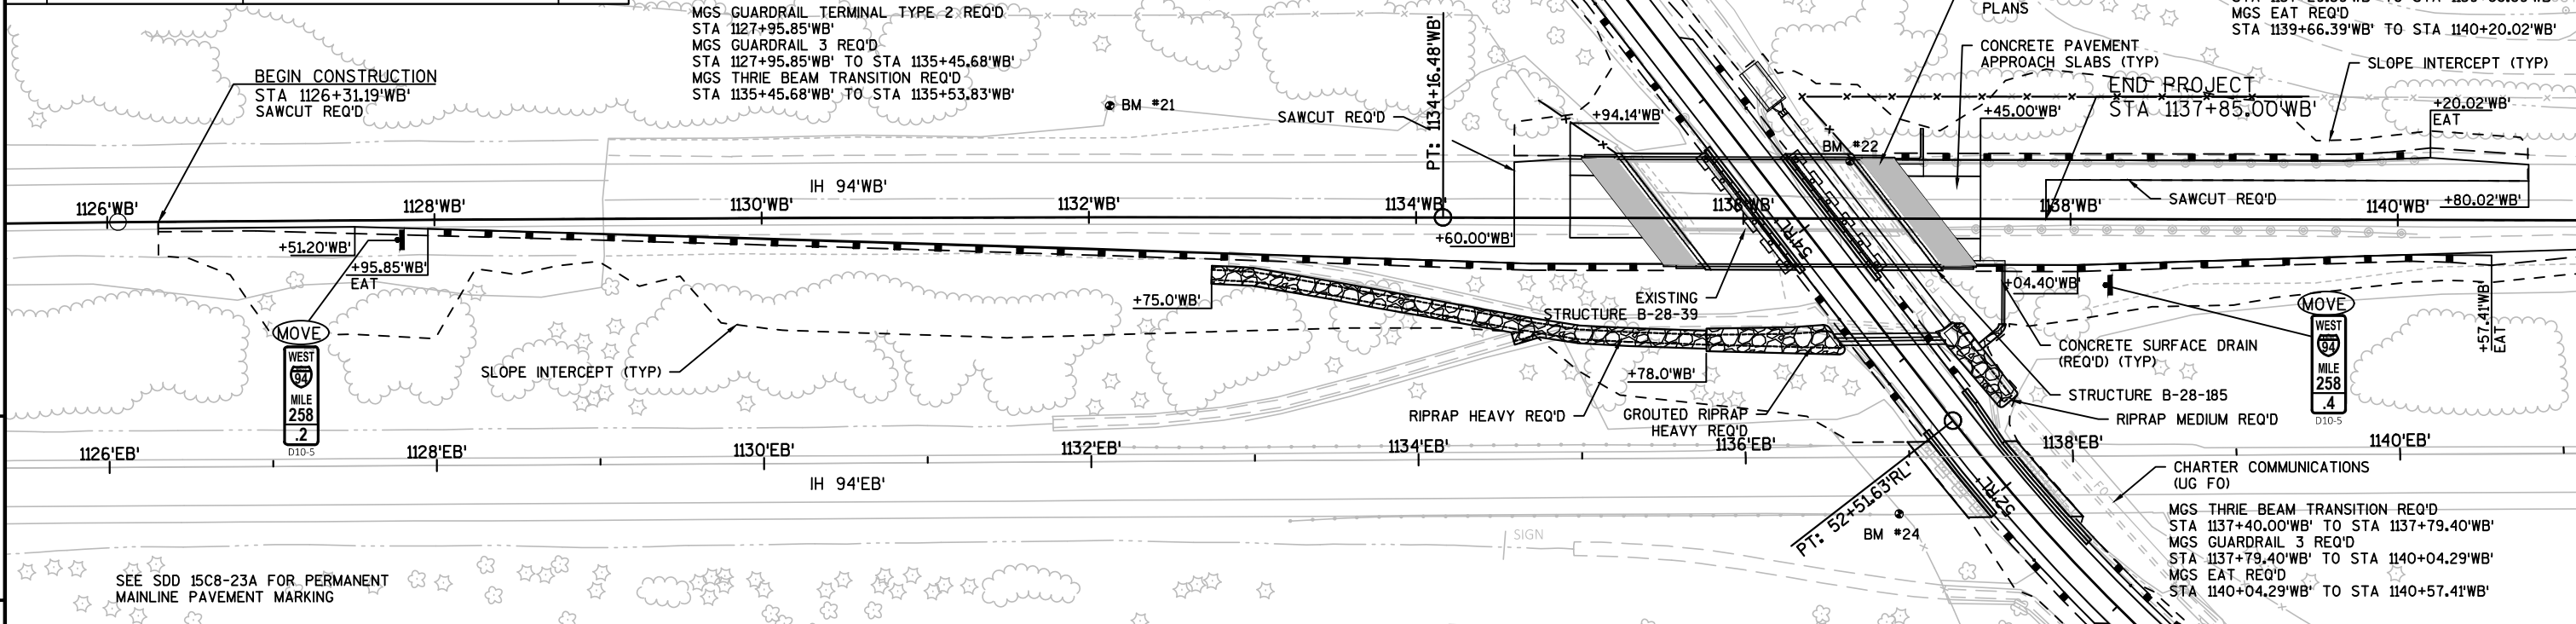 MGS GUARDRAIL TERMINAL TYPE 2 REQ'D
STA 1127+95.85'WB'
MGS GUARDRAIL 3 REQ'D
STA 1127+95.85'WB' TO STA 1135+45.68'WB'
MGS THRIE BEAM TRANSITION REQ'D
STA 1135+45.68'WB' TO STA 1135+53.83'WB'
PLANS
MGS EAT REQ'D
STA 1139+66.39'WB' TO STA 1140+20.02'WB'
BEGIN CONSTRUCTION
STA 1126+31.19'WB'
SAWCUT REQ'D
BM #21
SAWCUT REQ'D
PT: 1134+16.48'WB'
+94.14'WB'
CONCRETE PAVEMENT
APPROACH SLABS (TYP)
END PROJECT
STA 1137+85.00'WB'
SLOPE INTERCEPT (TYP)
+45.00'WB'
+20.02'WB'
EAT
BM #22
IH 94'WB'
SAWCUT REQ'D
+80.02'WB'
1126'WB'
1128'WB'
1130'WB'
1132'WB'
1134'WB'
1136'WB'
1138'WB'
1140'WB'
+51.20'WB'
+95.85'WB'
EAT
+60.00'WB'
54'RL'
+75.0'WB'
EXISTING
STRUCTURE B-28-39
+04.40'WB'
+57.41'WB'
EAT
MOVE
WEST
94
MILE
258
.2
D10-5
MOVE
WEST
94
MILE
258
.4
D10-5
SLOPE INTERCEPT (TYP)
+78.0'WB'
CONCRETE SURFACE DRAIN
(REQ'D) (TYP)
STRUCTURE B-28-185
RIPRAP HEAVY REQ'D
GROUTED RIPRAP
HEAVY REQ'D
RIPRAP MEDIUM REQ'D
1126'EB'
1128'EB'
1130'EB'
1132'EB'
1134'EB'
1136'EB'
1138'EB'
1140'EB'
IH 94'EB'
PT: 52+51.63'RL'
52'RL'
BM #24
SIGN
FO
CHARTER COMMUNICATIONS
(UG FO)
MGS THRIE BEAM TRANSITION REQ'D
STA 1137+40.00'WB' TO STA 1137+79.40'WB'
MGS GUARDRAIL 3 REQ'D
STA 1137+79.40'WB' TO STA 1140+04.29'WB'
MGS EAT REQ'D
STA 1140+04.29'WB' TO STA 1140+57.41'WB'
SEE SDD 15C8-23A FOR PERMANENT
MAINLINE PAVEMENT MARKING